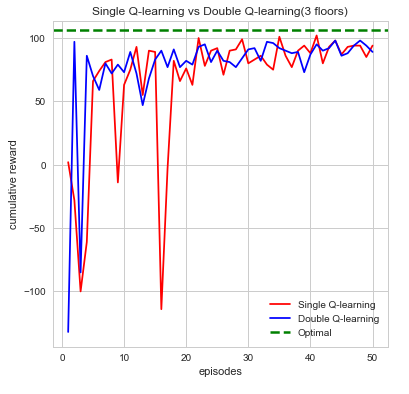 Single Q-learning vs Double Q-learning(3 floors)
cumulative reward
100
50
0
−50
−100
0
10
20
30
40
50
episodes
Single Q-learning
Double Q-learning
Optimal